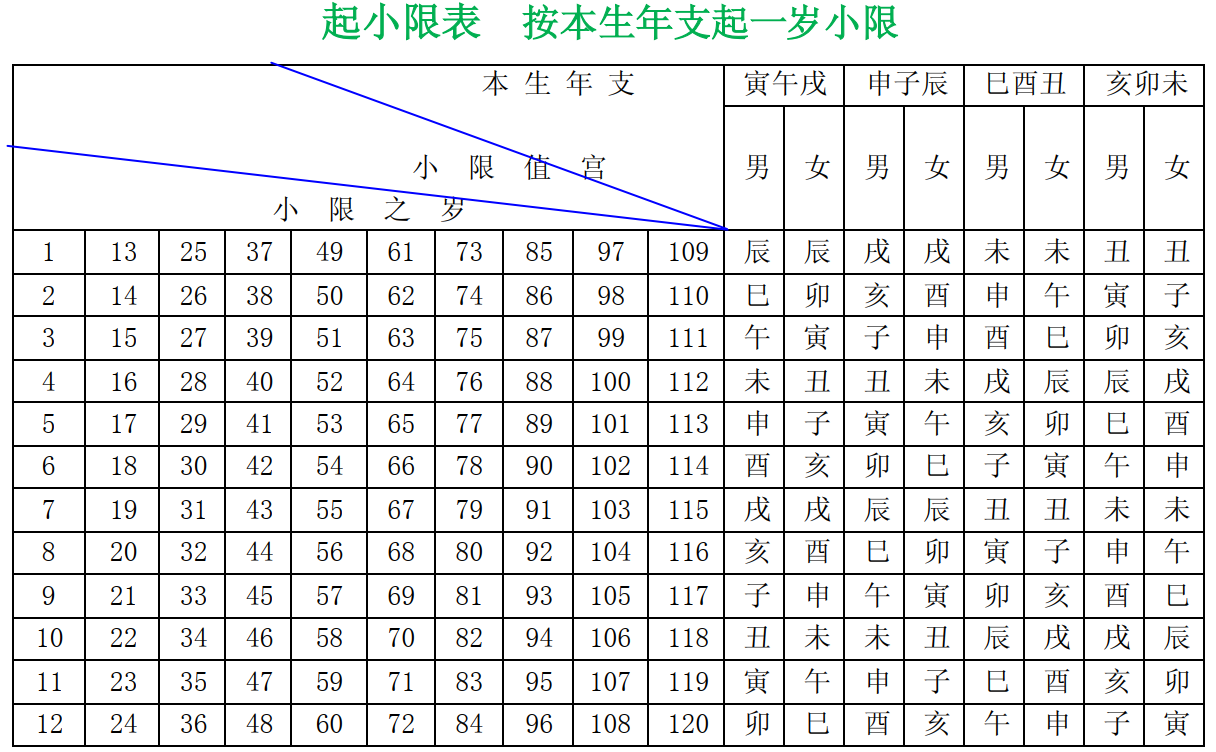 起小限表 按本生年支起一岁小限
本生年支 寅午戌 申子辰 巳酉丑 亥卯未
小限值宫 男 女 男 女 男 女 男 女
小限之岁
1 13 25 37 49 61 73 85 97 109 辰 辰 戌 戌 未 未 丑 丑
2 14 26 38 50 62 74 86 98 110 巳 卯 亥 酉 申 午 寅 子
3 15 27 39 51 63 75 87 99 111 午 寅 子 申 酉 巳 卯 亥
4 16 28 40 52 64 76 88 100 112 未 丑 丑 未 戌 辰 辰 戌
5 17 29 41 53 65 77 89 101 113 申 子 寅 午 亥 卯 巳 酉
6 18 30 42 54 66 78 90 102 114 酉 亥 卯 巳 子 寅 午 申
7 19 31 43 55 67 79 91 103 115 戌 戌 辰 辰 丑 丑 未 未
8 20 32 44 56 68 80 92 104 116 亥 酉 巳 卯 寅 子 申 午
9 21 33 45 57 69 81 93 105 117 子 申 午 寅 卯 亥 酉 巳
10 22 34 46 58 70 82 94 106 118 丑 未 未 丑 辰 戌 戌 辰
11 23 35 47 59 71 83 95 107 119 寅 午 申 子 巳 酉 亥 卯
12 24 36 48 60 72 84 96 108 120 卯 巳 酉 亥 午 申 子 寅